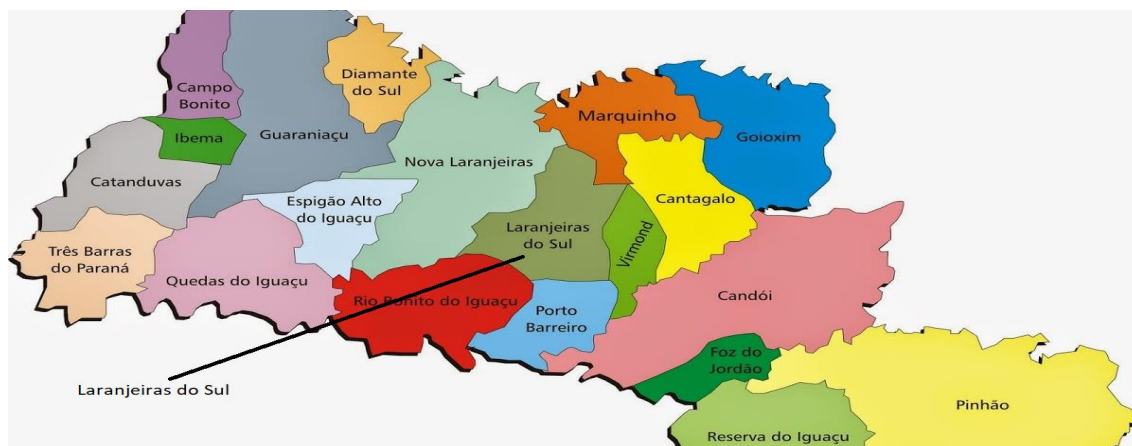 Campo
Bonito
Diamante
do Sul
Ibema
Guaraniaçu
Marquinho
Goioxim
Nova Laranjeiras
Catanduvas
Espigão Alto
do Iguaçu
Cantagalo
Laranjeiras
do Sul
Virmond
Três Barras
do Paraná
Quedas do Iguaçu
Rio Bonito do Iguaçu
Porto
Barreiro
Candói
Foz do
Jordão
Laranjeiras do Sul
Pinhão
Reserva do Iguaçu